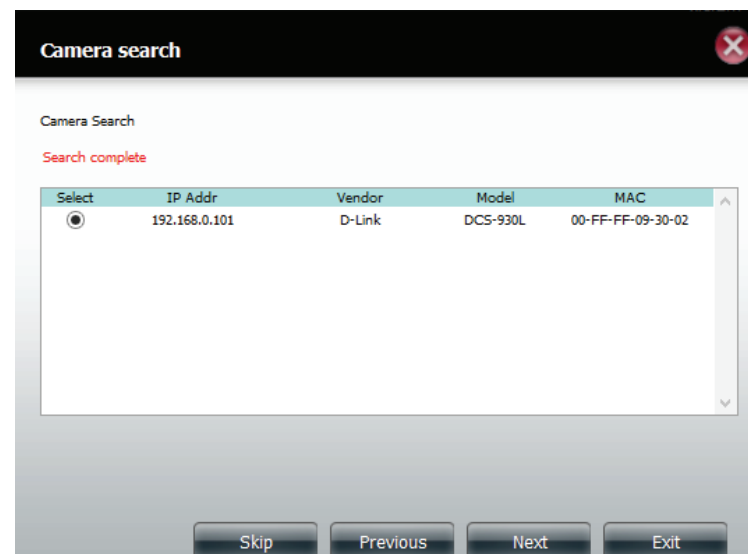 Camera search
Camera Search
Search complete
Select IP Addr Vendor Model MAC
192.168.0.101 D-Link DCS-930L 00-FF-FF-09-30-02
Skip Previous Next Exit